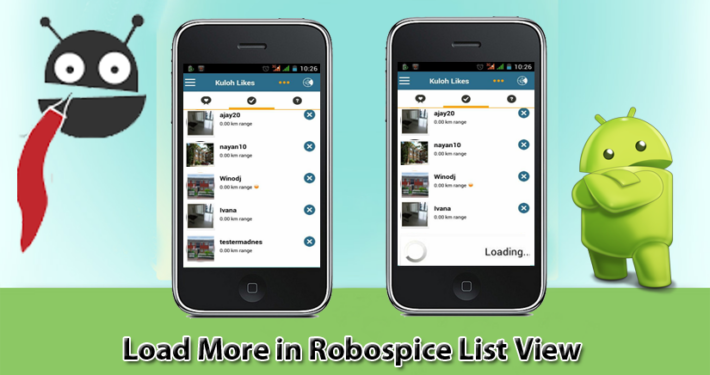 10:26
Kuloh Likes
ajay20
0.00 km range
nayan10
0.00 km range
Winodj
0.00 km range
Ivana
0.00 km range
testermadnes
0.00 km range
10:26
Kuloh Likes
ajay20
0.00 km range
nayan10
0.00 km range
Winodj
0.00 km range
Ivana
0.00 km range
Loading...
Load More in Robospice List View